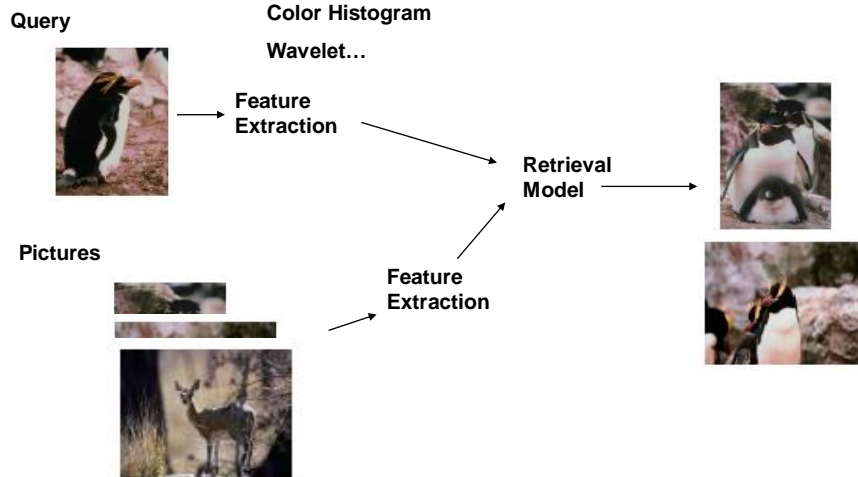 Query
Color Histogram
Wavelet…
Feature
Extraction
Retrieval
Model
Pictures
Feature
Extraction